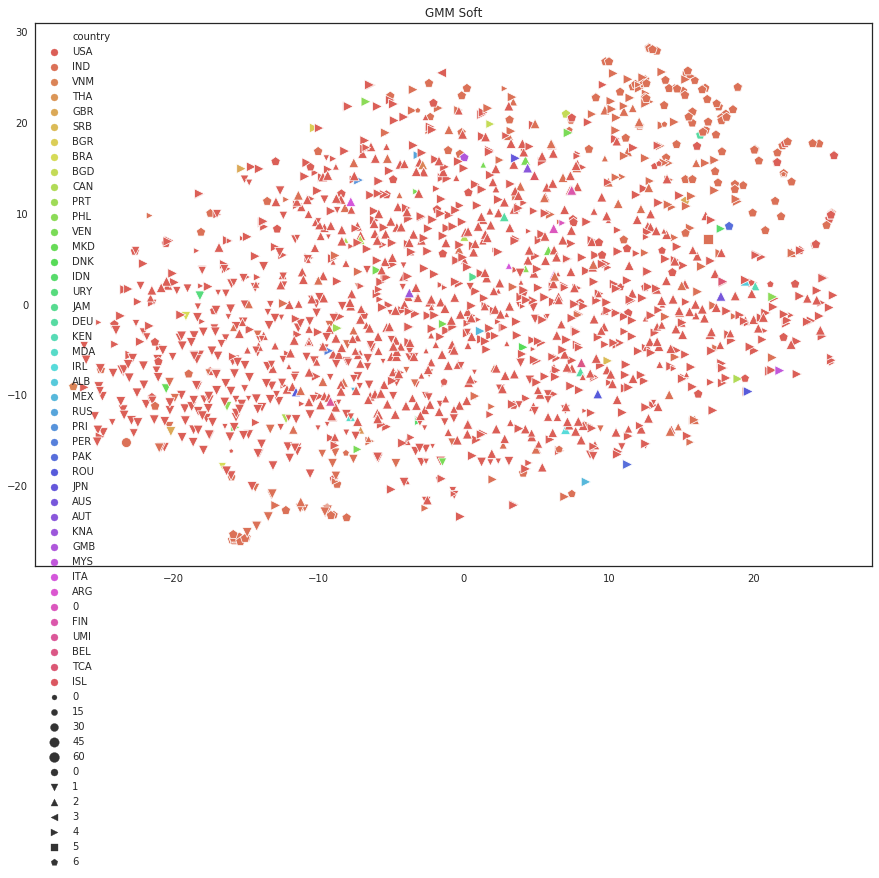 GMM Soft
30
20
10
0
−10
−20
−20
−10
0
10
20
country
USA
IND
VNM
THA
GBR
SRB
BGR
BRA
BGD
CAN
PRT
PHL
VEN
MKD
DNK
IDN
URY
JAM
DEU
KEN
MDA
IRL
ALB
MEX
RUS
PRI
PER
PAK
ROU
JPN
AUS
AUT
KNA
GMB
MYS
ITA
ARG
0
FIN
UMI
BEL
TCA
ISL
0
15
30
45
60
0
1
2
3
4
5
6